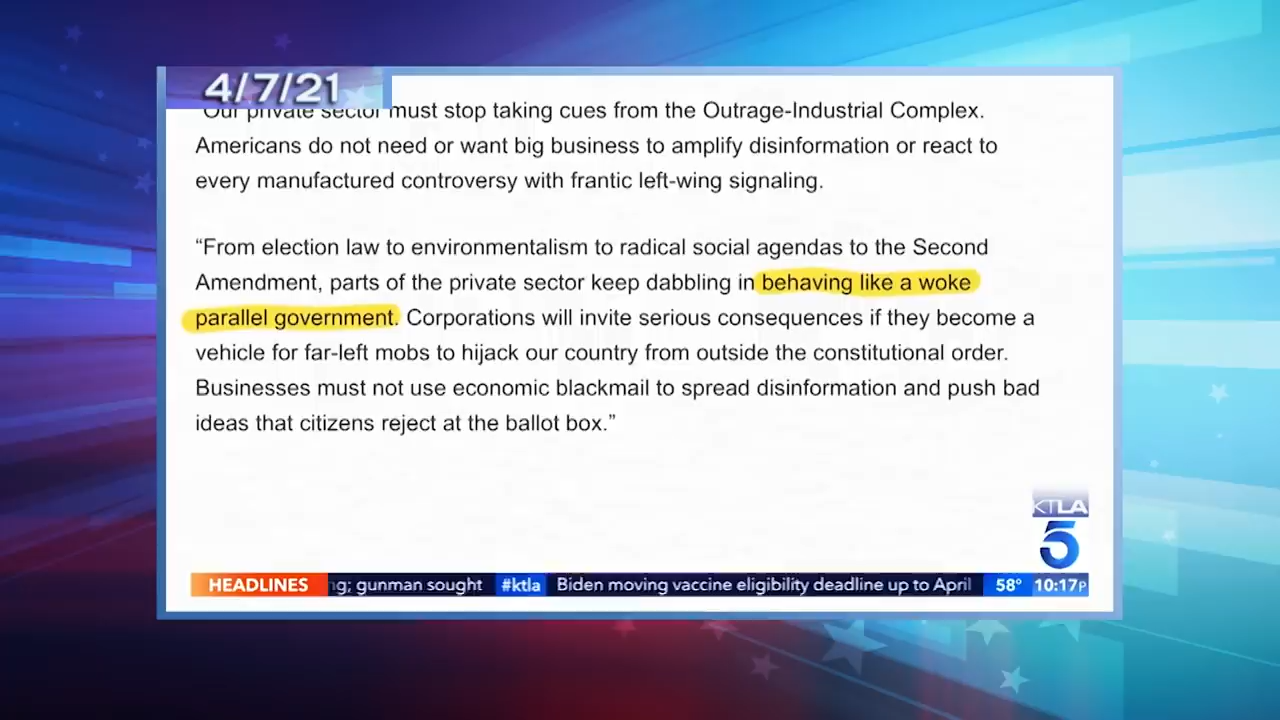 4/7/21
"Our private sector must stop taking cues from the Outrage-Industrial Complex.
Americans do not need or want big business to amplify disinformation or react to
every manufactured controversy with frantic left-wing signaling.
“From election law to environmentalism to radical social agendas to the Second
Amendment, parts of the private sector keep dabbling in behaving like a woke
parallel government. Corporations will invite serious consequences if they become a
vehicle for far-left mobs to hijack our country from outside the constitutional order.
Businesses must not use economic blackmail to spread disinformation and push bad
ideas that citizens reject at the ballot box.”
KTLA
5
HEADLINES g; gunman sought #ktla Biden moving vaccine eligibility deadline up to April 58° 10:17P